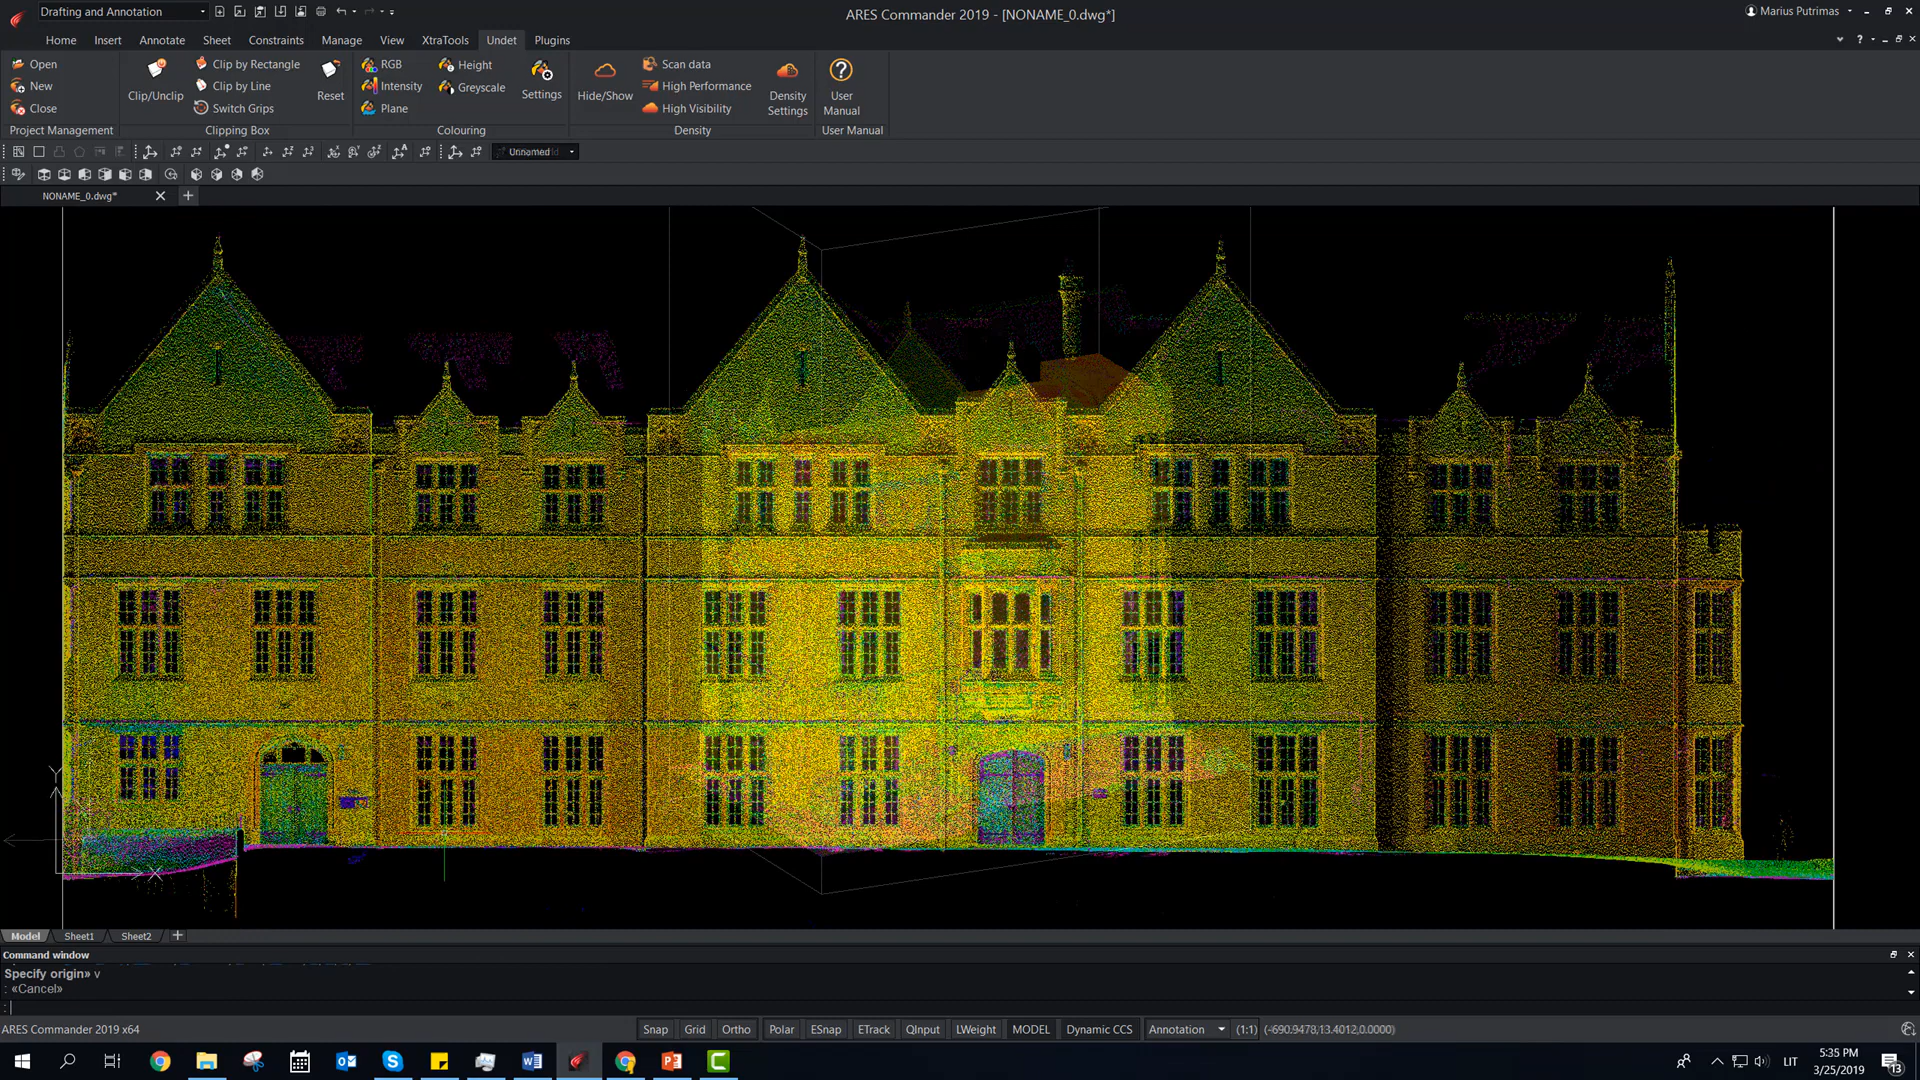 Drafting and Annotation
ARES Commander 2019 - [NONAME_0.dwg*]
Marius Putrimas
Home Insert Annotate Sheet Constraints Manage View XtraTools Undet Plugins
Open
New
Close
Project Management
Clip/Unclip
Clip by Rectangle
Clip by Line
Switch Grips
Reset
Clipping Box
RGB
Intensity
Plane
Height
Greyscale
Settings
Colouring
Hide/Show
Scan data
High Performance
High Visibility
Density
Settings
Density
User
Manual
User Manual
Unnamed
NONAME_0.dwg*
Y
X
Model Sheet1 Sheet2
Command window
Specify origin» v
: «Cancel»
:
ARES Commander 2019 x64
Snap Grid Ortho Polar ESnap ETrack QInput LWeight MODEL Dynamic CCS Annotation (1:1) (-690.9478,13.4012,0.0000)
LIT
5:35 PM
3/25/2019
13